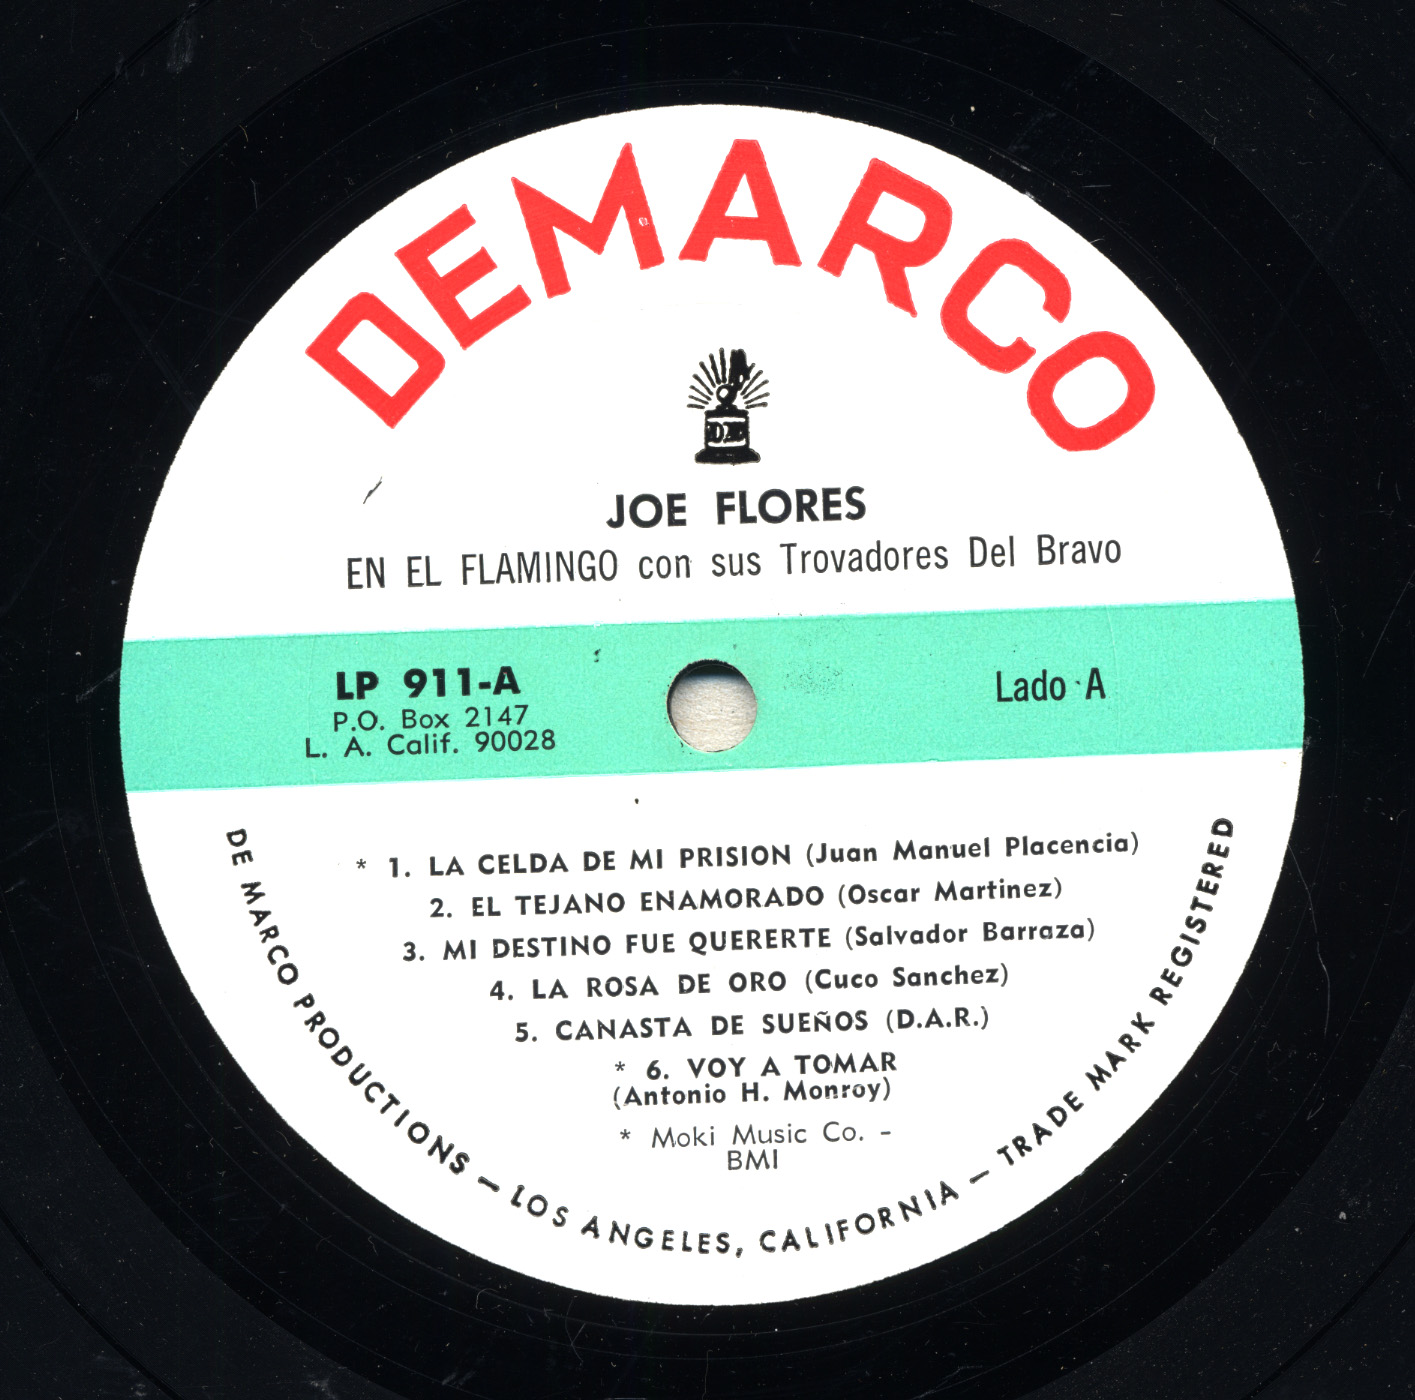 DEMARCO
JOE FLORES
EN EL FLAMINGO con sus Trovadores Del Bravo
LP 911-A
P.O. Box 2147
L. A. Calif. 90028
Lado A
* 1. LA CELDA DE MI PRISION (Juan Manuel Placencia)
2. EL TEJANO ENAMORADO (Oscar Martinez)
3. MI DESTINO FUE QUERERTE (Salvador Barraza)
4. LA ROSA DE ORO (Cuco Sanchez)
5. CANASTA DE SUEÑOS (D.A.R.)
* 6. VOY A TOMAR
(Antonio H. Monroy)
* Moki Music Co. -
BMI
DE MARCO PRODUCTIONS — LOS ANGELES, CALIFORNIA — TRADE MARK REGISTERED